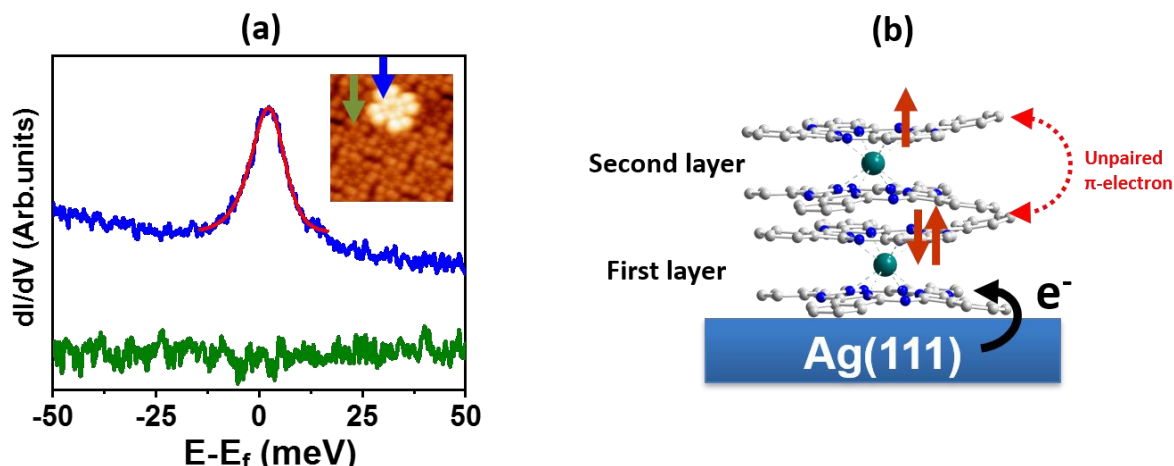 (a)
dI/dV (Arb.units)
-50
-25
0
25
50
E-Ef (meV)
(b)
Second layer
Unpaired
π-electron
First layer
e-
Ag(111)